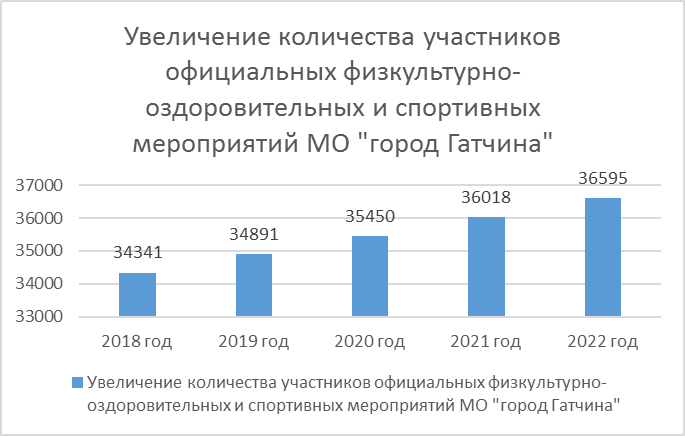 Увеличение количества участников
официальных физкультурно-
оздоровительных и спортивных
мероприятий МО "город Гатчина"
37000
36000
35000
34000
33000
34341
34891
35450
36018
36595
2018 год
2019 год
2020 год
2021 год
2022 год
Увеличение количества участников официальных физкультурно-
оздоровительных и спортивных мероприятий МО "город Гатчина"